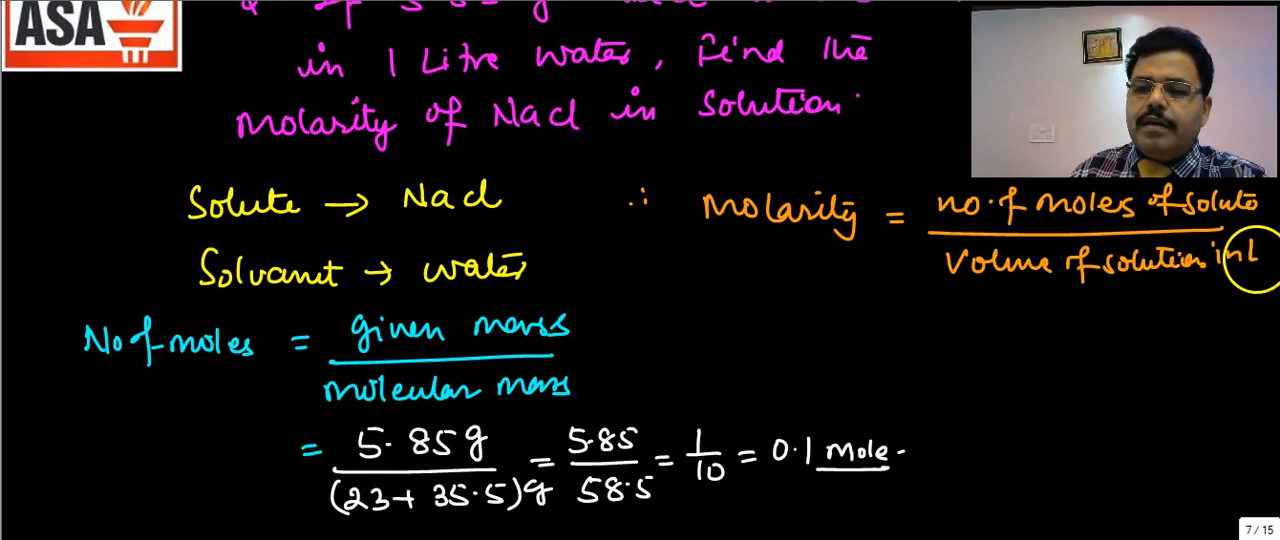 ASA
in 1 Litre water, Find the
Molarity of Nacl in Solution.
Solute → Nacl
Solvanet → water
∴ Molarity = no. of moles of solute / Volume of solution in L
No of moles = given mass / molecular mass
= 5.85g / (23+35.5)g = 5.85 / 58.5 = 1/10 = 0.1 mole.
7 / 15